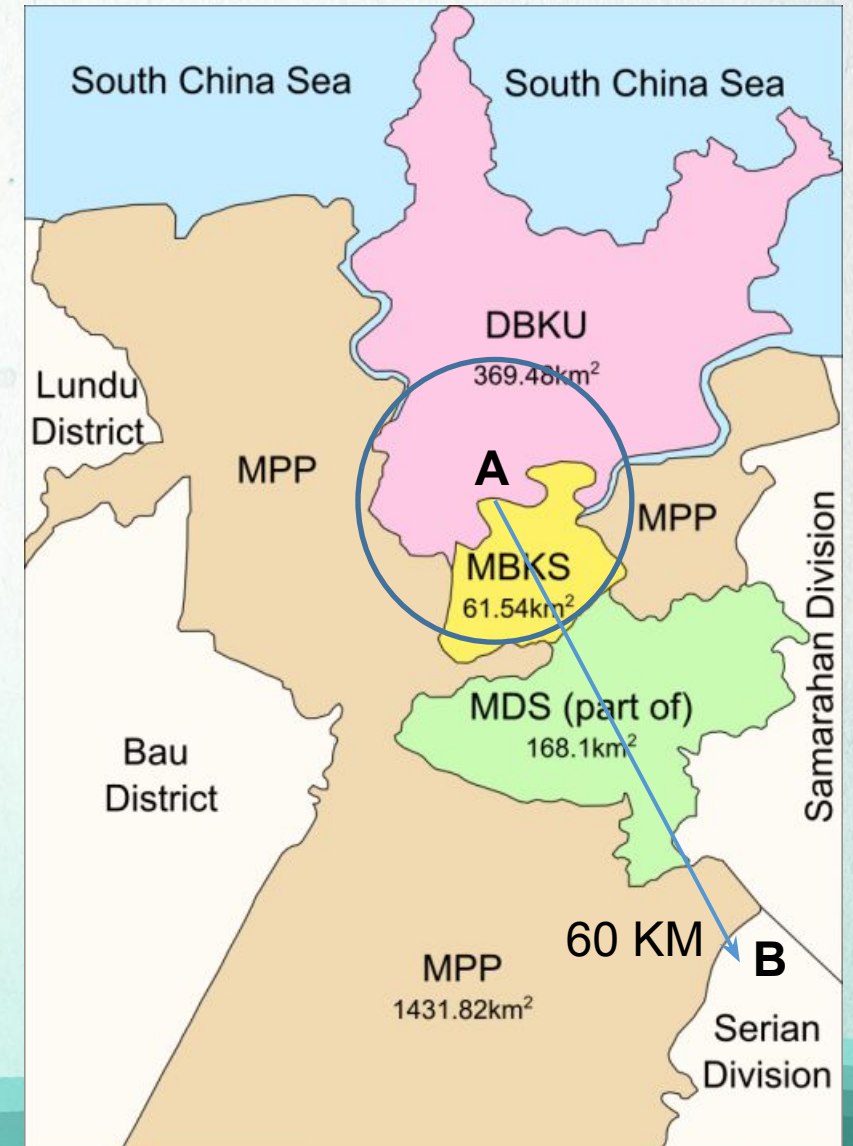 South China Sea
South China Sea
DBKU
369.48km²
Lundu
District
MPP
A
MPP
MBKS
61.54km²
Samarahan Division
MDS (part of)
168.1km²
Bau
District
60 KM
B
MPP
1431.82km²
Serian
Division